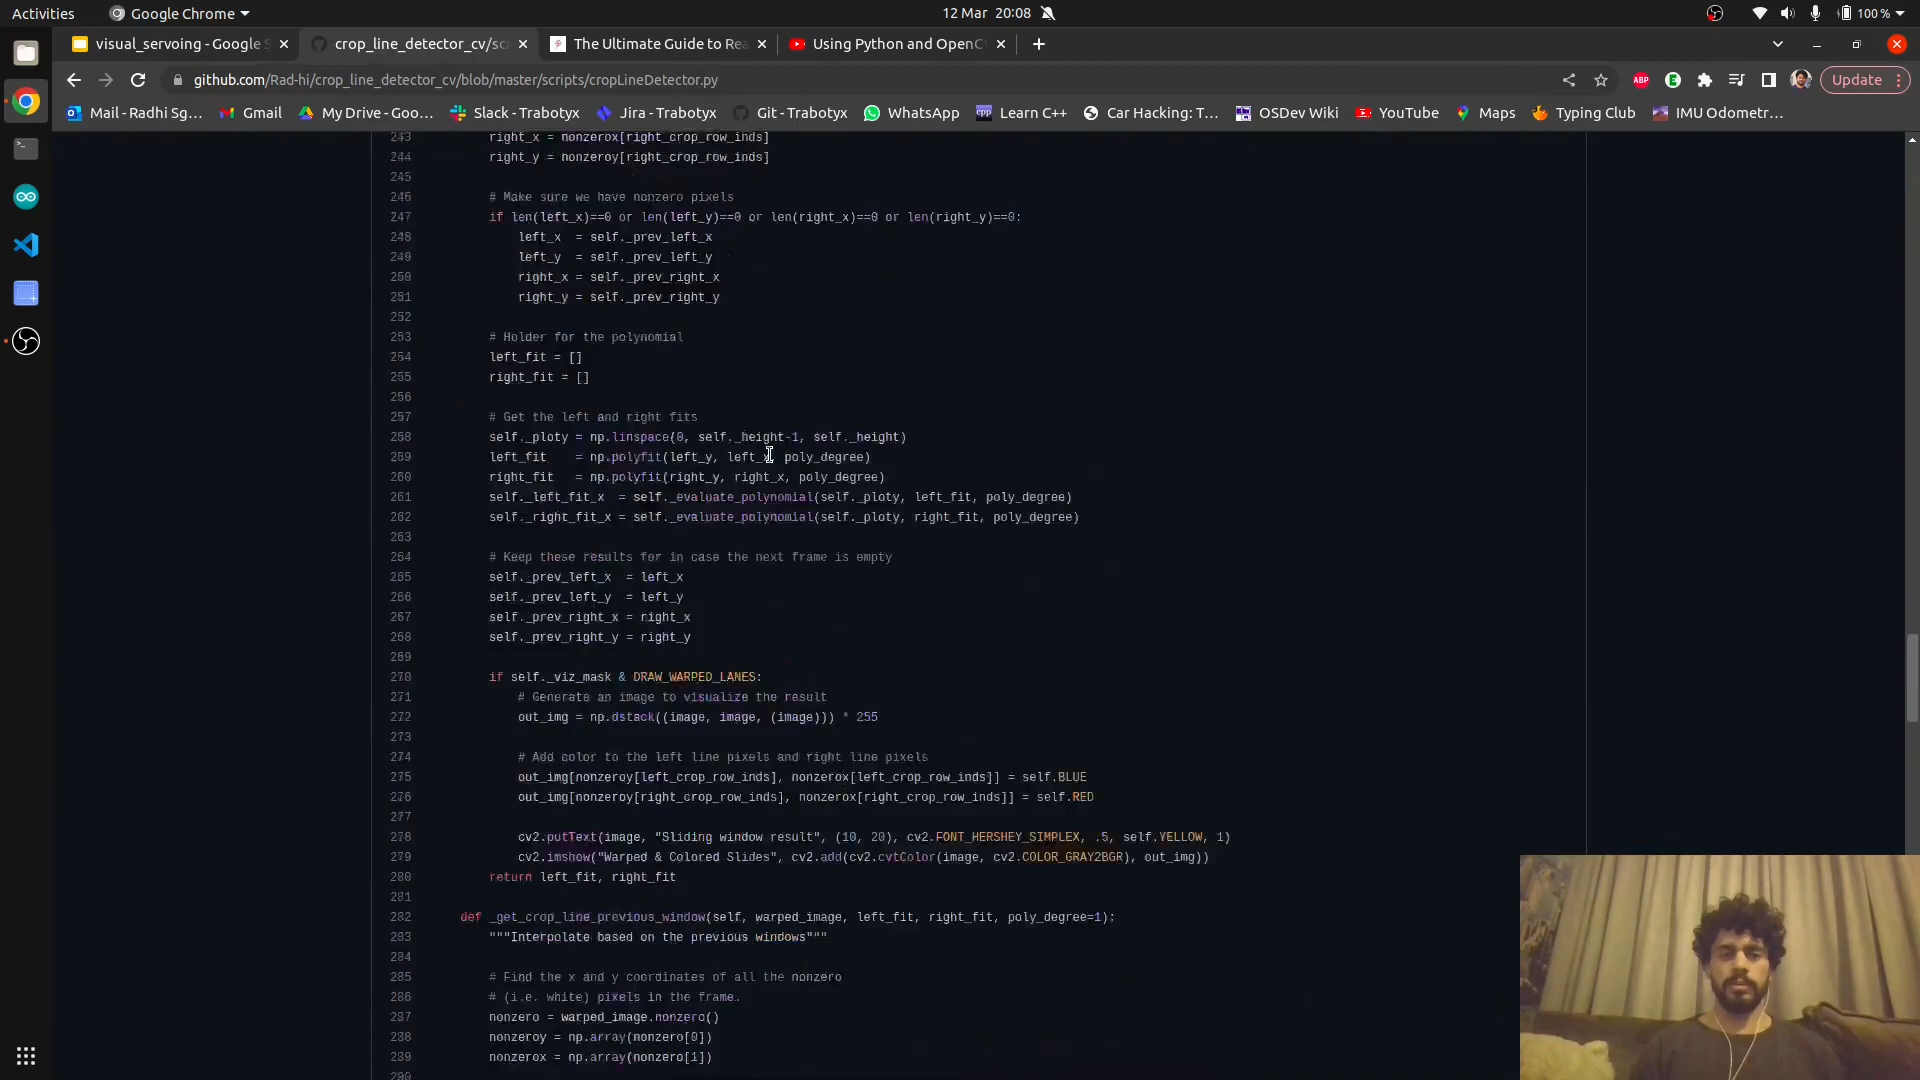 Activities
Google Chrome
12 Mar 20:08
100 %
visual_servoing - Google S
crop_line_detector_cv/sc
The Ultimate Guide to Rea
Using Python and OpenC
github.com/Rad-hi/crop_line_detector_cv/blob/master/scripts/cropLineDetector.py
ABP
Update
Mail - Radhi Sg...
Gmail
My Drive - Goo...
Slack - Trabotyx
Jira - Trabotyx
Git - Trabotyx
WhatsApp
Learn C++
Car Hacking: T...
OSDev Wiki
YouTube
Maps
Typing Club
IMU Odometr...
243 right_x = nonzerox[right_crop_row_inds]
244 right_y = nonzeroy[right_crop_row_inds]
245
246 # Make sure we have nonzero pixels
247 if len(left_x)==0 or len(left_y)==0 or len(right_x)==0 or len(right_y)==0:
248 left_x = self._prev_left_x
249 left_y = self._prev_left_y
250 right_x = self._prev_right_x
251 right_y = self._prev_right_y
252
253 # Holder for the polynomial
254 left_fit = []
255 right_fit = []
256
257 # Get the left and right fits
258 self._ploty = np.linspace(0, self._height-1, self._height)
259 left_fit = np.polyfit(left_y, left_x, poly_degree)
260 right_fit = np.polyfit(right_y, right_x, poly_degree)
261 self._left_fit_x = self._evaluate_polynomial(self._ploty, left_fit, poly_degree)
262 self._right_fit_x = self._evaluate_polynomial(self._ploty, right_fit, poly_degree)
263
264 # Keep these results for in case the next frame is empty
265 self._prev_left_x = left_x
266 self._prev_left_y = left_y
267 self._prev_right_x = right_x
268 self._prev_right_y = right_y
269
270 if self._viz_mask & DRAW_WARPED_LANES:
271 # Generate an image to visualize the result
272 out_img = np.dstack((image, image, (image))) * 255
273
274 # Add color to the left line pixels and right line pixels
275 out_img[nonzeroy[left_crop_row_inds], nonzerox[left_crop_row_inds]] = self.BLUE
276 out_img[nonzeroy[right_crop_row_inds], nonzerox[right_crop_row_inds]] = self.RED
277
278 cv2.putText(image, "Sliding window result", (10, 20), cv2.FONT_HERSHEY_SIMPLEX, .5, self.YELLOW, 1)
279 cv2.imshow("Warped & Colored Slides", cv2.add(cv2.cvtColor(image, cv2.COLOR_GRAY2BGR), out_img))
280 return left_fit, right_fit
281
282 def _get_crop_line_previous_window(self, warped_image, left_fit, right_fit, poly_degree=1):
283 """Interpolate based on the previous windows"""
284
285 # Find the x and y coordinates of all the nonzero
286 # (i.e. white) pixels in the frame.
287 nonzero = warped_image.nonzero()
288 nonzeroy = np.array(nonzero[0])
289 nonzerox = np.array(nonzero[1])
290